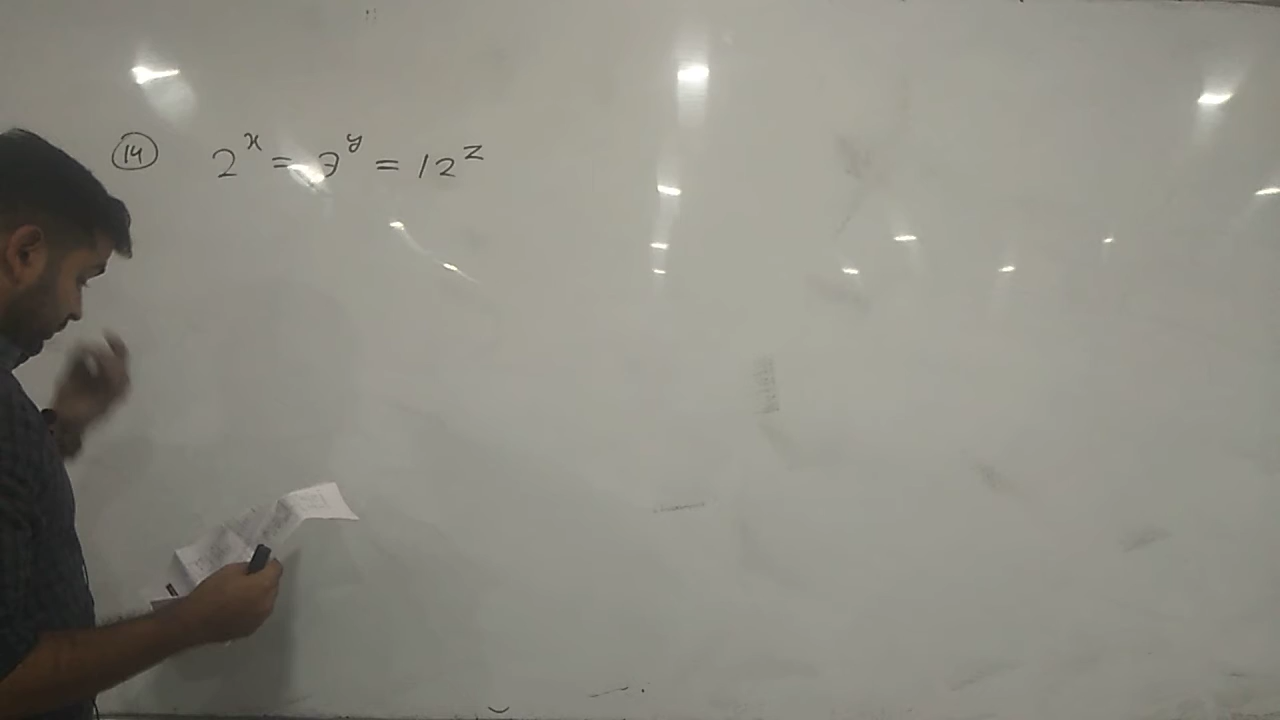 14 2^x = 3^y = 12^z